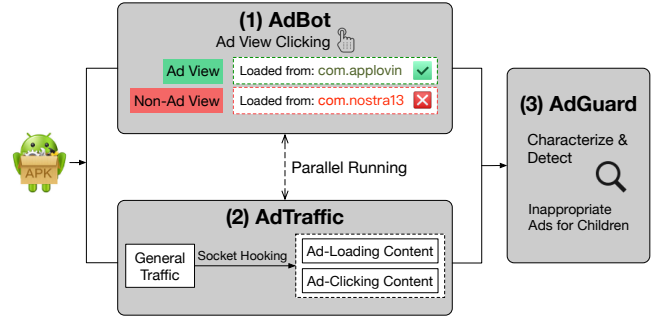 (1) AdBot
Ad View Clicking
Ad View
Loaded from: com.applovin
Non-Ad View
Loaded from: com.nostra13
APK
Parallel Running
(2) AdTraffic
General
Traffic
Socket Hooking
Ad-Loading Content
Ad-Clicking Content
(3) AdGuard
Characterize &
Detect
Inappropriate
Ads for Children